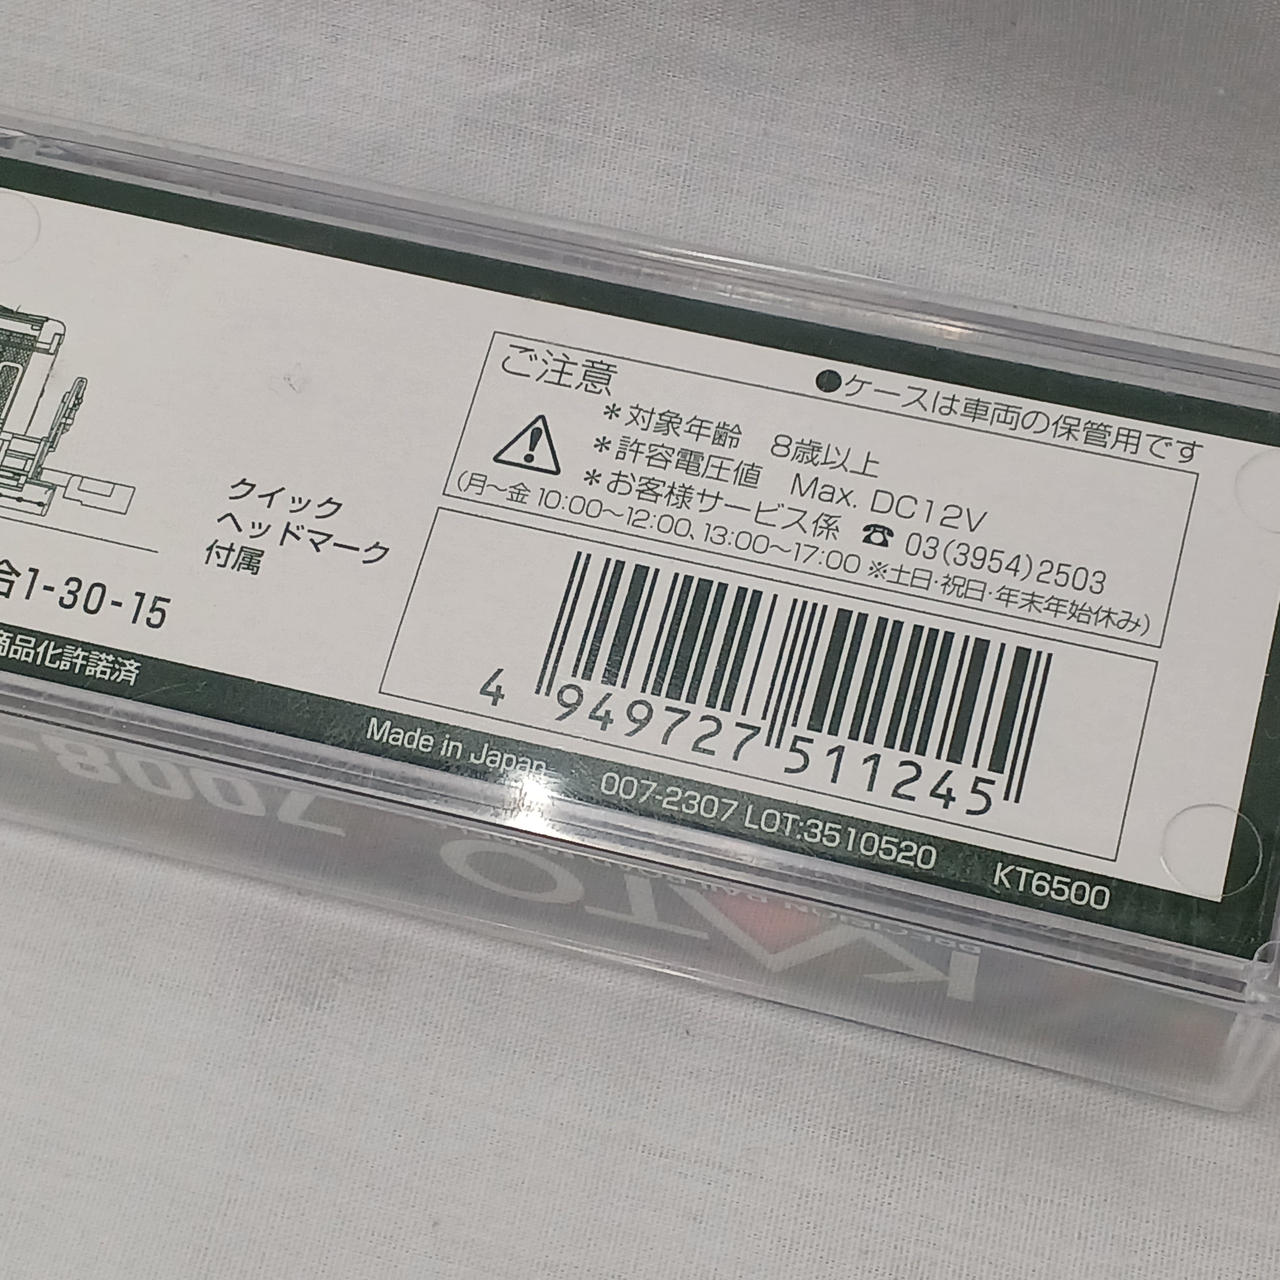 ●ケースは車両の保管用です
ご注意
＊対象年齢 8歳以上
＊許容電圧値 Max. DC12V
＊お客様サービス係 ☎ 03(3954)2503
(月〜金 10:00〜12:00、13:00〜17:00 ※土日・祝日・年末年始休み)
クイック
ヘッドマーク
付属
合1-30-15
商品化許諾済
4 949727 511245
Made in Japan 007-2307 LOT:3510520 KT6500
7008-
KATO